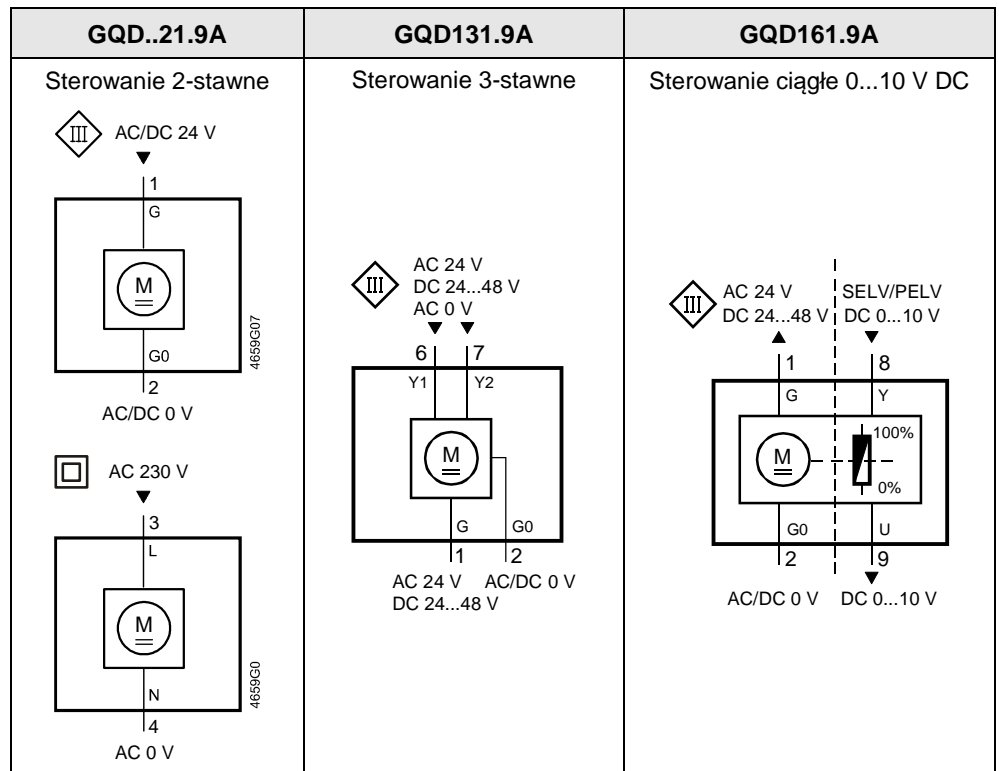 GQD..21.9A
Sterowanie 2-stawne
III AC/DC 24 V
1
G
M
G0
2
AC/DC 0 V
4659G07
AC 230 V
3
L
M
N
4
AC 0 V
4659G0
GQD131.9A
Sterowanie 3-stawne
III AC 24 V
DC 24...48 V
AC 0 V
6 7
Y1 Y2
M
G G0
1 2
AC 24 V AC/DC 0 V
DC 24...48 V
GQD161.9A
Sterowanie ciągłe 0...10 V DC
III AC 24 V SELV/PELV
DC 24...48 V DC 0...10 V
1 8
G Y
100%
M
0%
G0 U
2 9
AC/DC 0 V DC 0...10 V